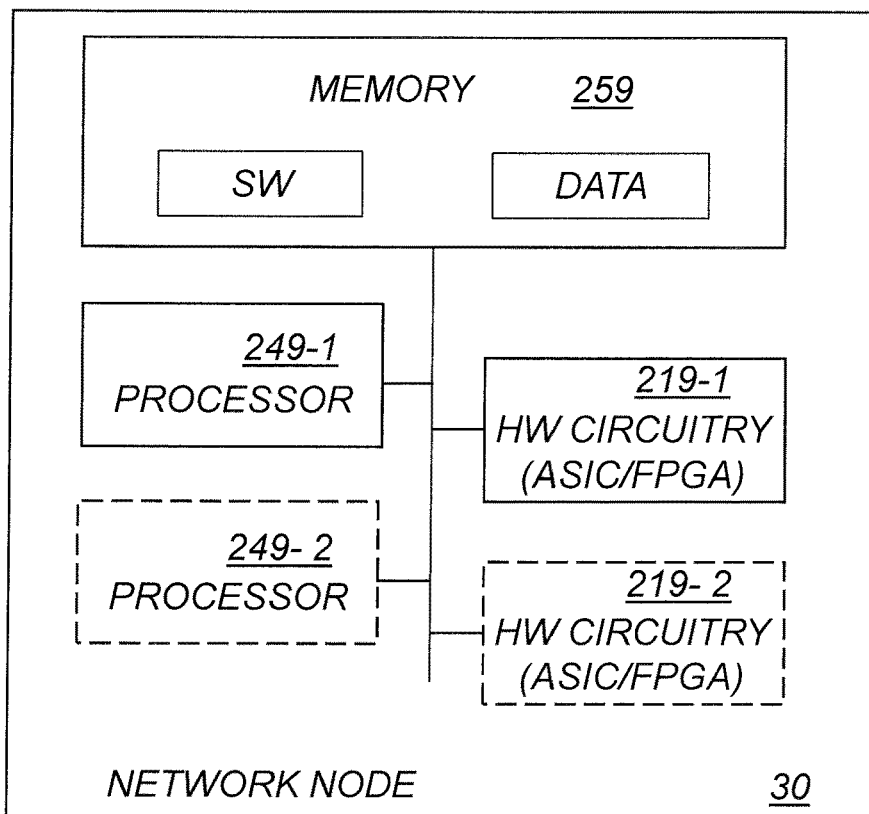 MEMORY 259
SW
DATA
249-1
PROCESSOR
219-1
HW CIRCUITRY
(ASIC/FPGA)
249- 2
PROCESSOR
219- 2
HW CIRCUITRY
(ASIC/FPGA)
NETWORK NODE 30